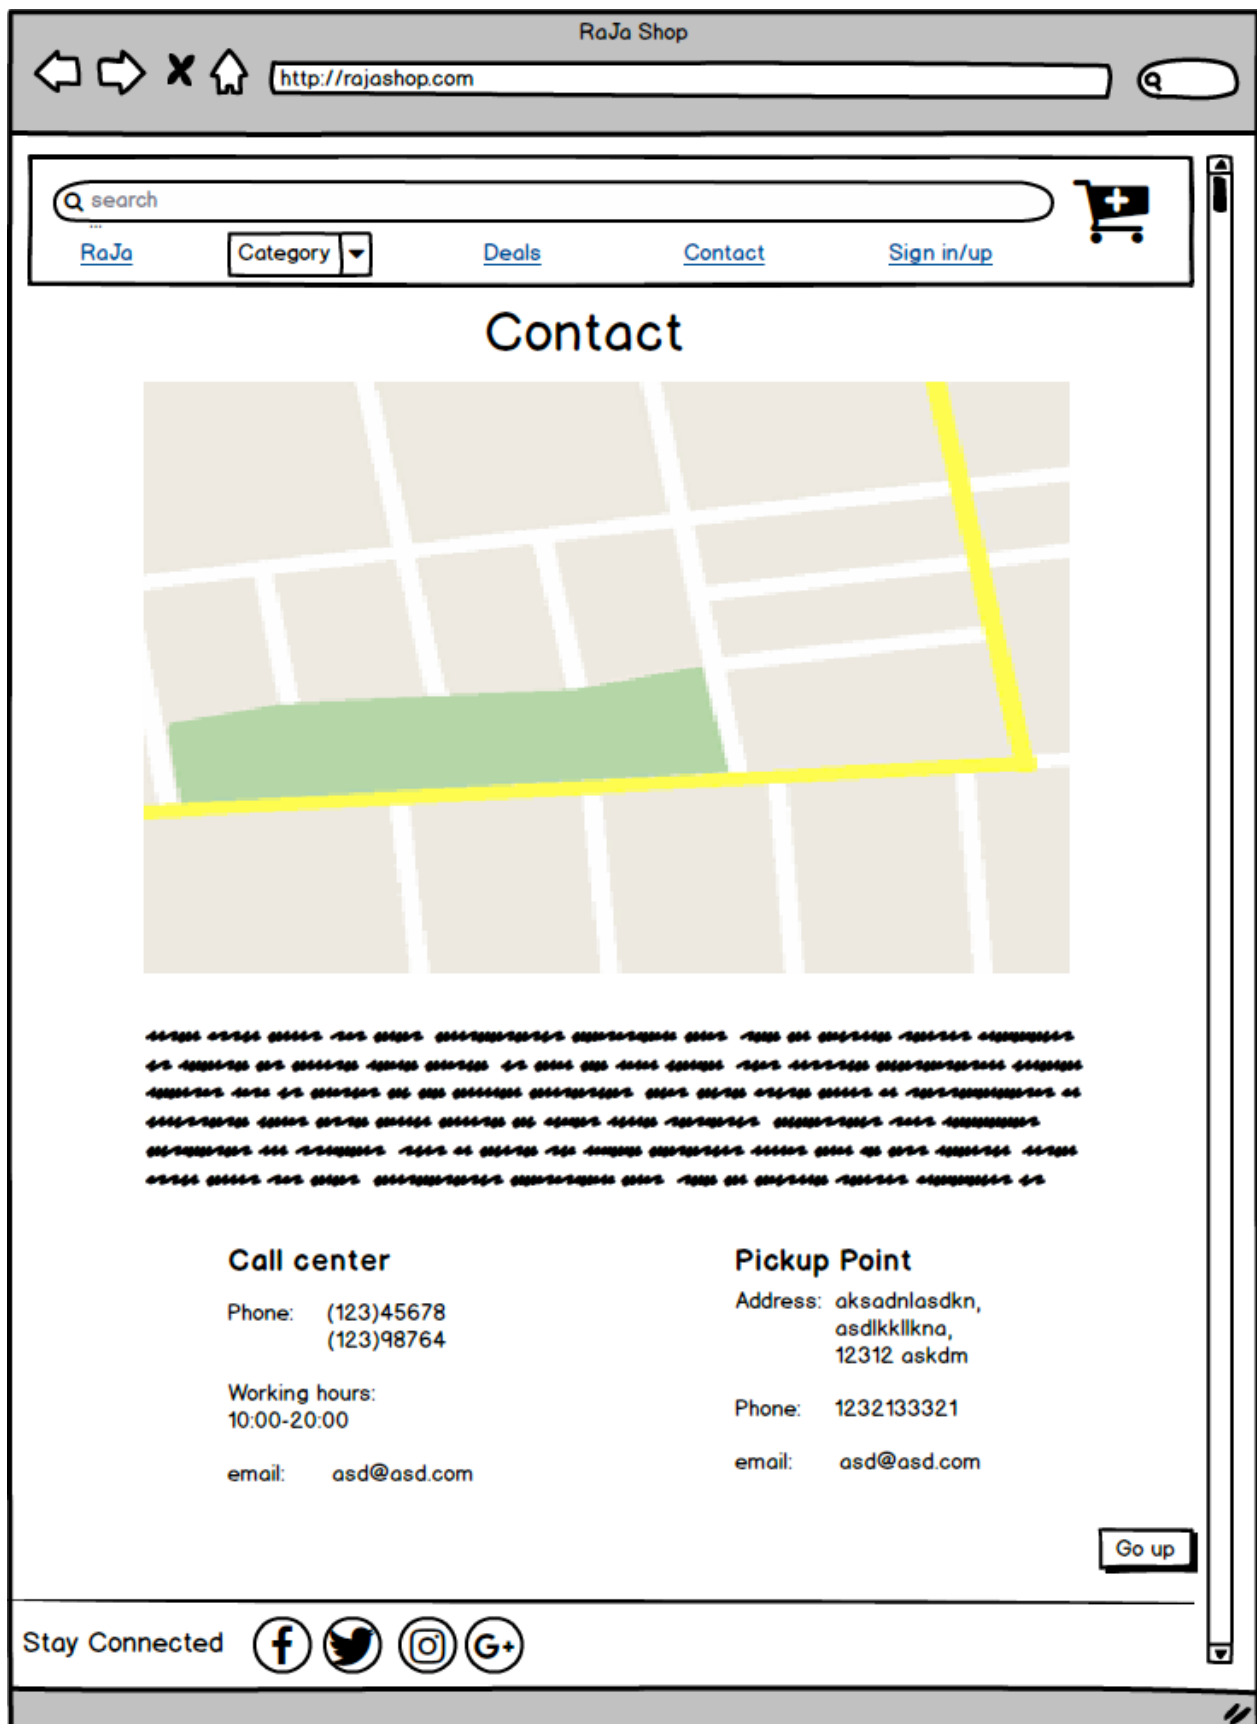 RaJa Shop
http://rajashop.com
search
...
RaJa Category Deals Contact Sign in/up
Contact
Call center
Phone: (123)45678
(123)98764
Working hours:
10:00-20:00
email: asd@asd.com
Pickup Point
Address: aksadnlasdkn,
asdlkkllkna,
12312 askdm
Phone: 1232133321
email: asd@asd.com
Go up
Stay Connected
f
G+